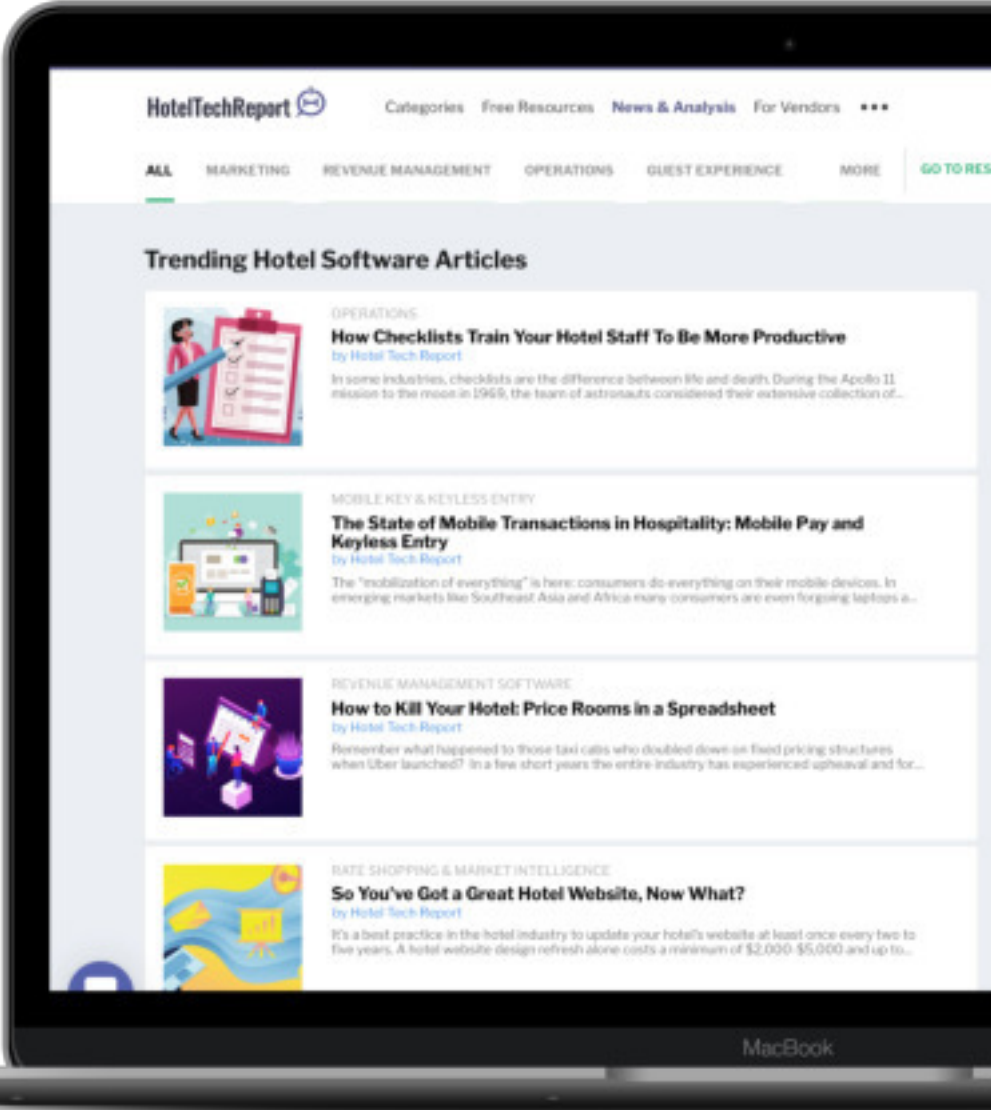 HotelTechReport
Categories Free Resources News & Analysis For Vendors •••
ALL MARKETING REVENUE MANAGEMENT OPERATIONS GUEST EXPERIENCE MORE GO TO RES
Trending Hotel Software Articles
OPERATIONS
How Checklists Train Your Hotel Staff To Be More Productive
by Hotel Tech Report
In some industries, checklists are the difference between life and death. During the Apollo 11
mission to the moon in 1969, the team of astronauts considered their extensive collection of...
MOBILE KEY & KEYLESS ENTRY
The State of Mobile Transactions in Hospitality: Mobile Pay and
Keyless Entry
by Hotel Tech Report
The "mobilization of everything" is here: consumers do everything on their mobile devices. In
emerging markets like Southeast Asia and Africa many consumers are even forgoing laptops a...
REVENUE MANAGEMENT SOFTWARE
How to Kill Your Hotel: Price Rooms in a Spreadsheet
by Hotel Tech Report
Remember what happened to those taxi cabs who doubled down on fixed pricing structures
when Uber launched? In a few short years the entire industry has experienced upheaval and for...
RATE SHOPPING & MARKET INTELLIGENCE
So You've Got a Great Hotel Website, Now What?
by Hotel Tech Report
It's a best practice in the hotel industry to update your hotel's website at least once every two to
five years. A hotel website design refresh alone costs a minimum of $2,000-$5,000 and up to...
MacBook